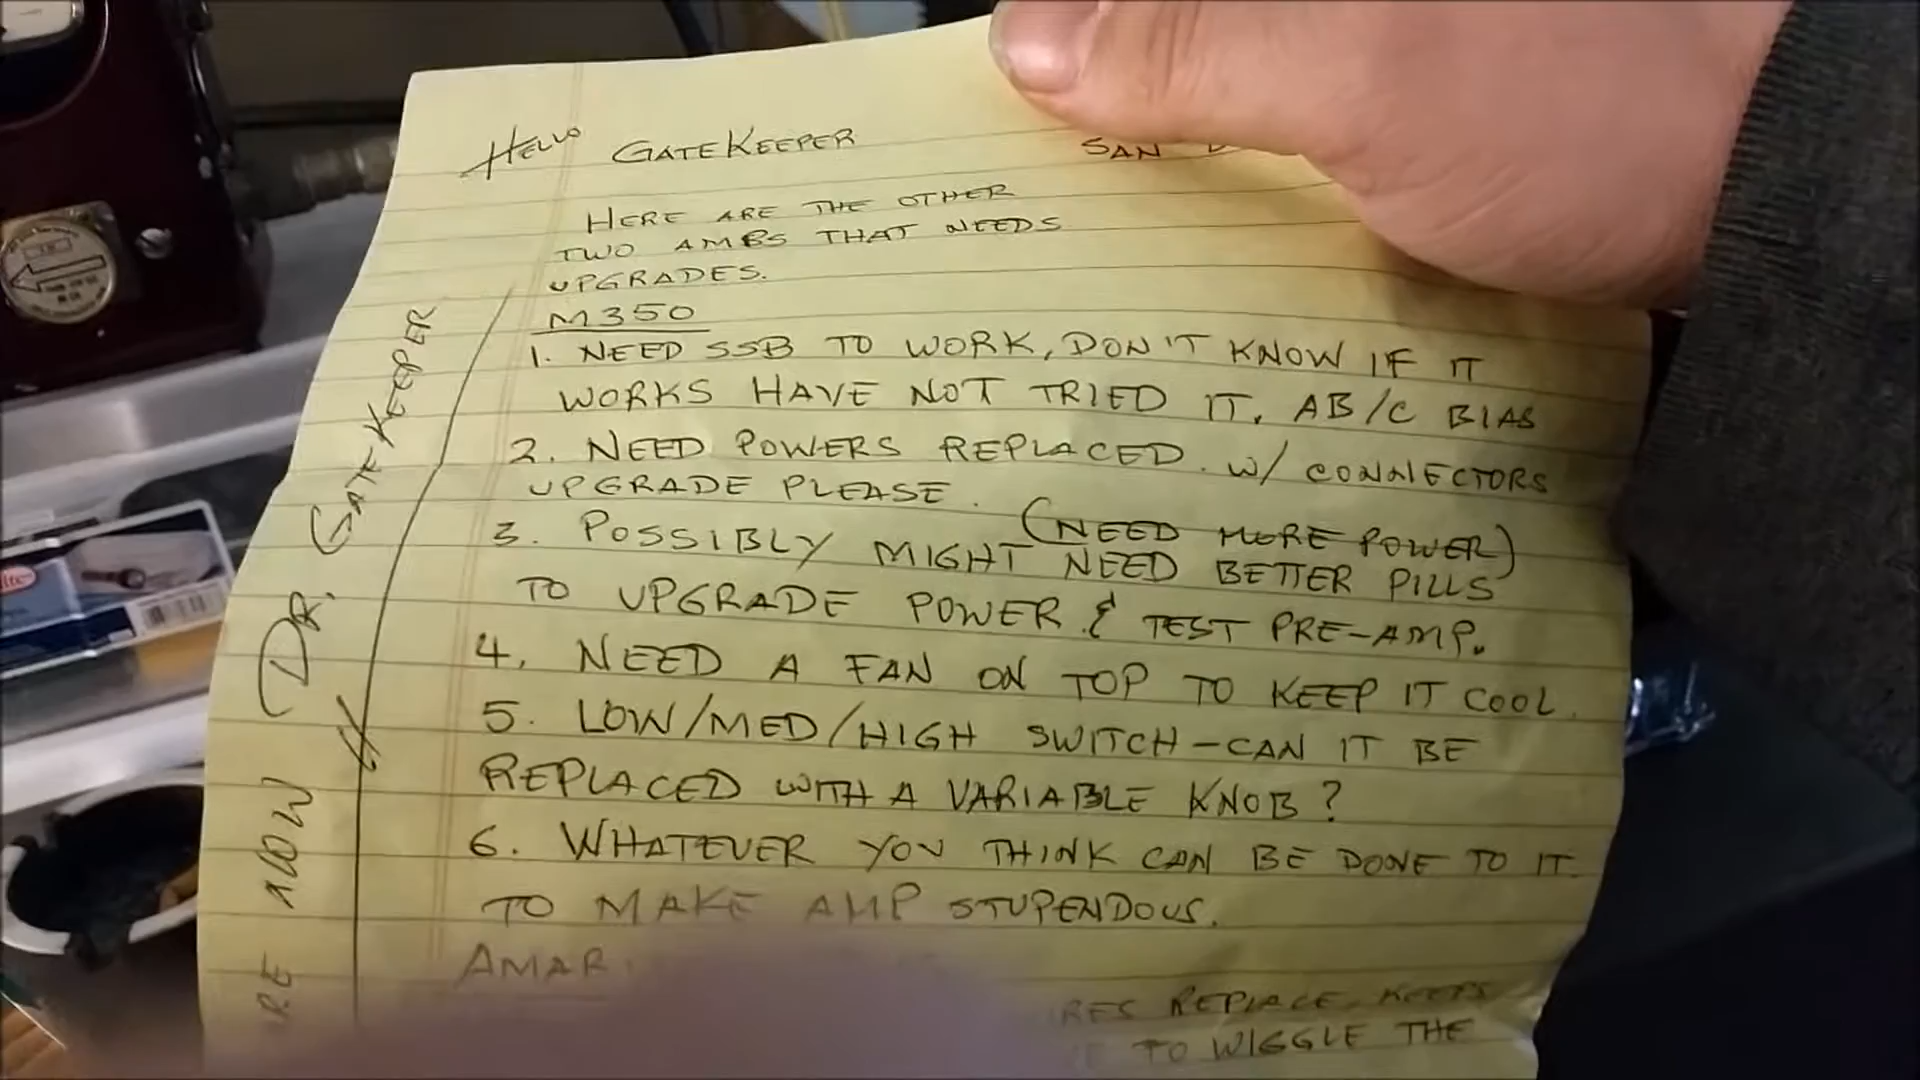 HELLO GATEKEEPER SAN
HERE ARE THE OTHER
TWO AMBS THAT NEEDS
UPGRADES.
M350
1. NEED SSB TO WORK, DON'T KNOW IF IT
WORKS HAVE NOT TRIED IT. AB/C BIAS
2. NEED POWERS REPLACED. W/ CONNECTORS
UPGRADE PLEASE.
(NEED MORE POWER)
3. POSSIBLY MIGHT NEED BETTER PILLS
TO UPGRADE POWER & TEST PRE-AMP.
4. NEED A FAN ON TOP TO KEEP IT COOL.
5. LOW/MED/HIGH SWITCH - CAN IT BE
REPLACED WITH A VARIABLE KNOB?
6. WHATEVER YOU THINK CAN BE DONE TO IT.
TO MAKE AMP STUPENDOUS.
REPLACE, KEEPS
TO WIGGLE THE
NOW DR. GATEKEEPER